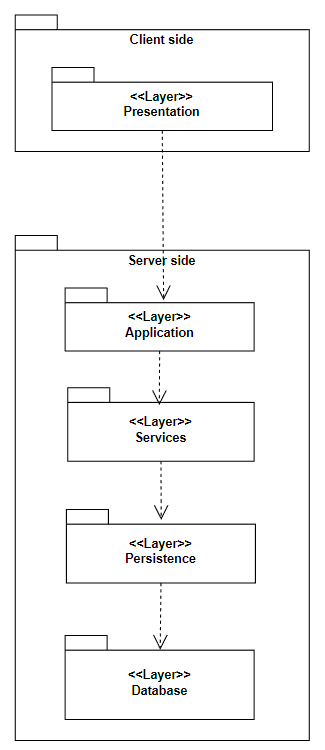 Client side
<<Layer>>
Presentation
Server side
<<Layer>>
Application
<<Layer>>
Services
<<Layer>>
Persistence
<<Layer>>
Database